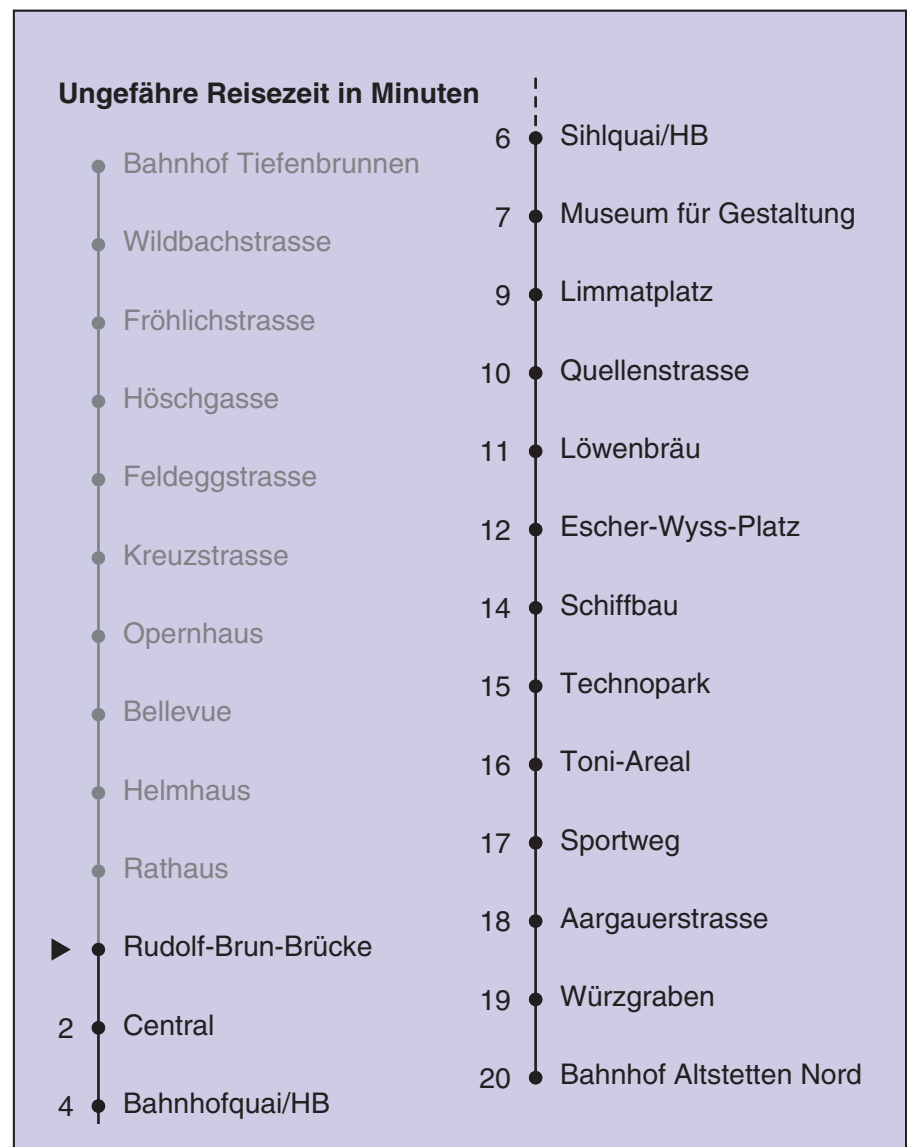 Ungefähre Reisezeit in Minuten
Bahnhof Tiefenbrunnen
Wildbachstrasse
Fröhlichstrasse
Höschgasse
Feldeggstrasse
Kreuzstrasse
Opernhaus
Bellevue
Helmhaus
Rathaus
Rudolf-Brun-Brücke
2 Central
4 Bahnhofquai/HB
6 Sihlquai/HB
7 Museum für Gestaltung
9 Limmatplatz
10 Quellenstrasse
11 Löwenbräu
12 Escher-Wyss-Platz
14 Schiffbau
15 Technopark
16 Toni-Areal
17 Sportweg
18 Aargauerstrasse
19 Würzgraben
20 Bahnhof Altstetten Nord